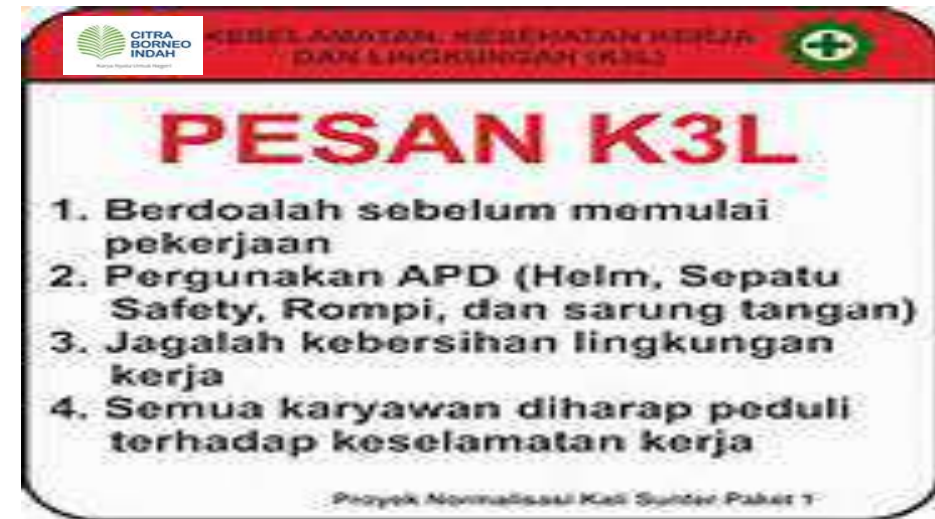 CITRA
BORNEO
INDAH
KESELAMATAN, KESEHATAN KERJA
DAN LINGKUNGAN (K3L)
PESAN K3L
1. Berdoalah sebelum memulai
pekerjaan
2. Pergunakan APD (Helm, Sepatu
Safety, Rompi, dan sarung tangan)
3. Jagalah kebersihan lingkungan
kerja
4. Semua karyawan diharap peduli
terhadap keselamatan kerja
Proyek Normalisasi Kali Sunter Paket 1